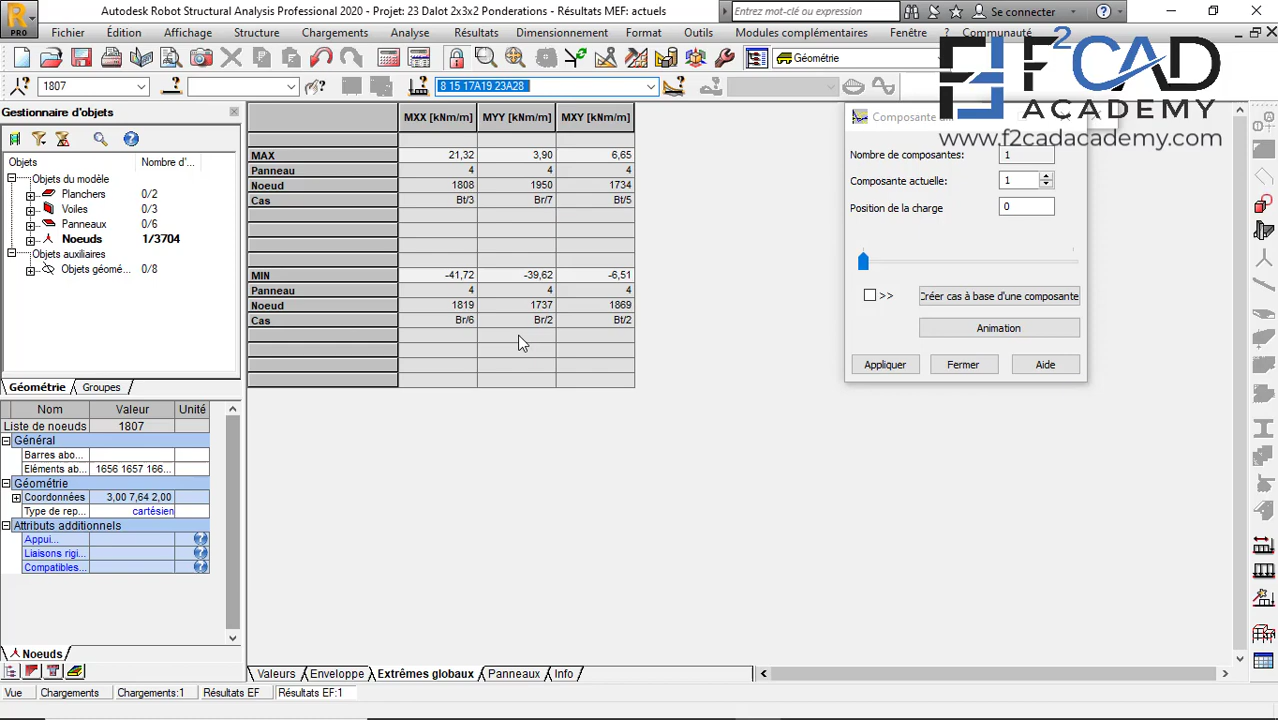 Autodesk Robot Structural Analysis Professional 2020 - Projet: 23 Dalot 2x3x2 Ponderations - Résultats MEF: actuels
Entrez mot-clé ou expression
Se connecter
PRO
Fichier Édition Affichage Structure Chargements Analyse Résultats Dimensionnement Format Outils Modules complémentaires Fenêtre Communauté
Géométrie
1807
8 15 17A19 23A28
F2CAD
ACADEMY
www.f2cadacademy.com
Gestionnaire d'objets
Objets Nombre d'...
Objets du modèle
Planchers 0/2
Voiles 0/3
Panneaux 0/6
Noeuds 1/3704
Objets auxiliaires
Objets géomé... 0/8
Géométrie Groupes
Nom Valeur Unité
Liste de noeuds 1807
Général
Barres abo...
Eléments ab... 1656 1657 166...
Géométrie
Coordonnées 3,00 7,64 2,00
Type de rep... cartésien
Attributs additionnels
Appui...
Liaisons rigi...
Compatibles...
Noeuds
MXX [kNm/m] MYY [kNm/m] MXY [kNm/m]
MAX 21,32 3,90 6,65
Panneau 4 4 4
Noeud 1808 1950 1734
Cas Bt/3 Br/7 Bt/5
MIN -41,72 -39,62 -6,51
Panneau 4 4 4
Noeud 1819 1737 1869
Cas Br/6 Br/2 Bt/2
Nombre de composantes: 1
Composante actuelle: 1
Position de la charge 0
>>
Créer cas à base d'une composante
Animation
Appliquer Fermer Aide
Valeurs Enveloppe Extrêmes globaux Panneaux Info
Vue Chargements Chargements:1 Résultats EF Résultats EF:1